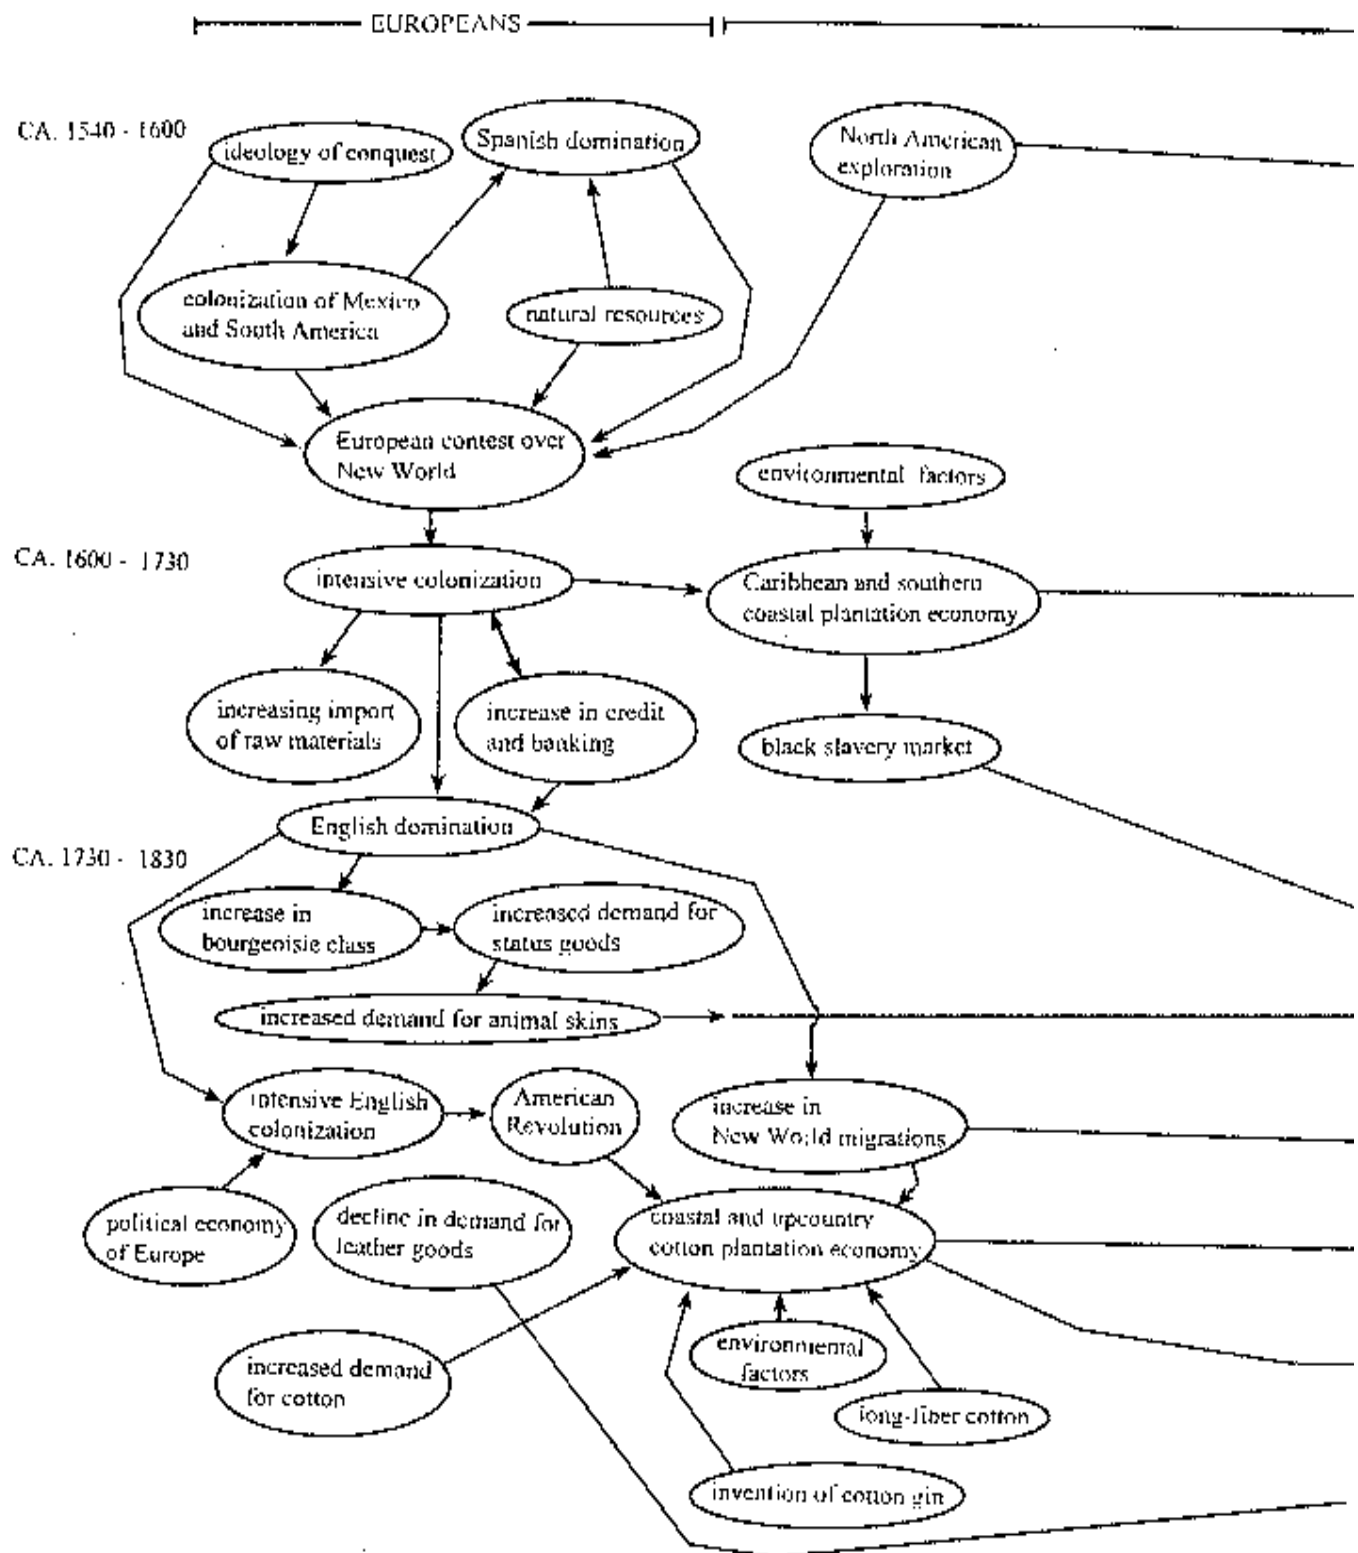 EUROPEANS
CA. 1540 - 1600
ideology of conquest
Spanish domination
North American
exploration
colonization of Mexico
and South America
natural resources
European contest over
New World
environmental factors
CA. 1600 - 1730
intensive colonization
Caribbean and southern
coastal plantation economy
increasing import
of raw materials
increase in credit
and banking
black slavery market
English domination
CA. 1730 - 1830
increase in
bourgeoisie class
increased demand for
status goods
increased demand for animal skins
intensive English
colonization
American
Revolution
increase in
New World migrations
political economy
of Europe
decline in demand for
leather goods
coastal and upcountry
cotton plantation economy
increased demand
for cotton
environmental
factors
long-fiber cotton
invention of cotton gin